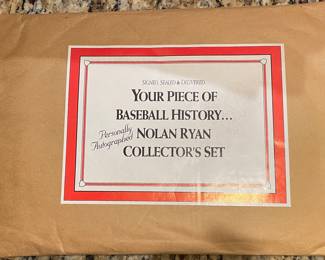 SIGNED, SEALED & DELIVERED
YOUR PIECE OF
BASEBALL HISTORY...
Personally Autographed NOLAN RYAN
COLLECTOR'S SET